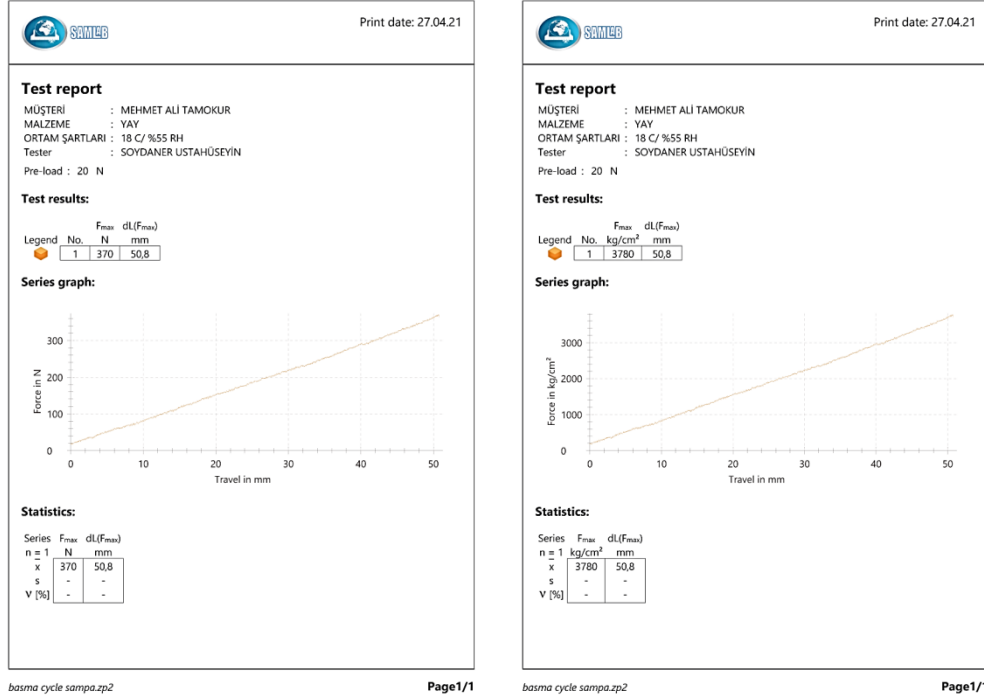 SAMLAB
Print date: 27.04.21
Test report
MÜŞTERİ : MEHMET ALİ TAMOKUR
MALZEME : YAY
ORTAM ŞARTLARI : 18 C/ %55 RH
Tester : SOYDANER USTAHÜSEYİN
Pre-load : 20 N
Test results:
Fmax dL(Fmax)
Legend No. N mm
1 370 50,8
Series graph:
Force in N
300
200
100
0
0 10 20 30 40 50
Travel in mm
Statistics:
Series Fmax dL(Fmax)
n = 1 N mm
x̅ 370 50,8
s - -
ν [%] - -
basma cycle sampa.zp2
Page1/1
SAMLAB
Print date: 27.04.21
Test report
MÜŞTERİ : MEHMET ALİ TAMOKUR
MALZEME : YAY
ORTAM ŞARTLARI : 18 C/ %55 RH
Tester : SOYDANER USTAHÜSEYİN
Pre-load : 20 N
Test results:
Fmax dL(Fmax)
Legend No. kg/cm² mm
1 3780 50,8
Series graph:
Force in kg/cm²
3000
2000
1000
0
0 10 20 30 40 50
Travel in mm
Statistics:
Series Fmax dL(Fmax)
n = 1 kg/cm² mm
x̅ 3780 50,8
s - -
ν [%] - -
basma cycle sampa.zp2
Page1/1